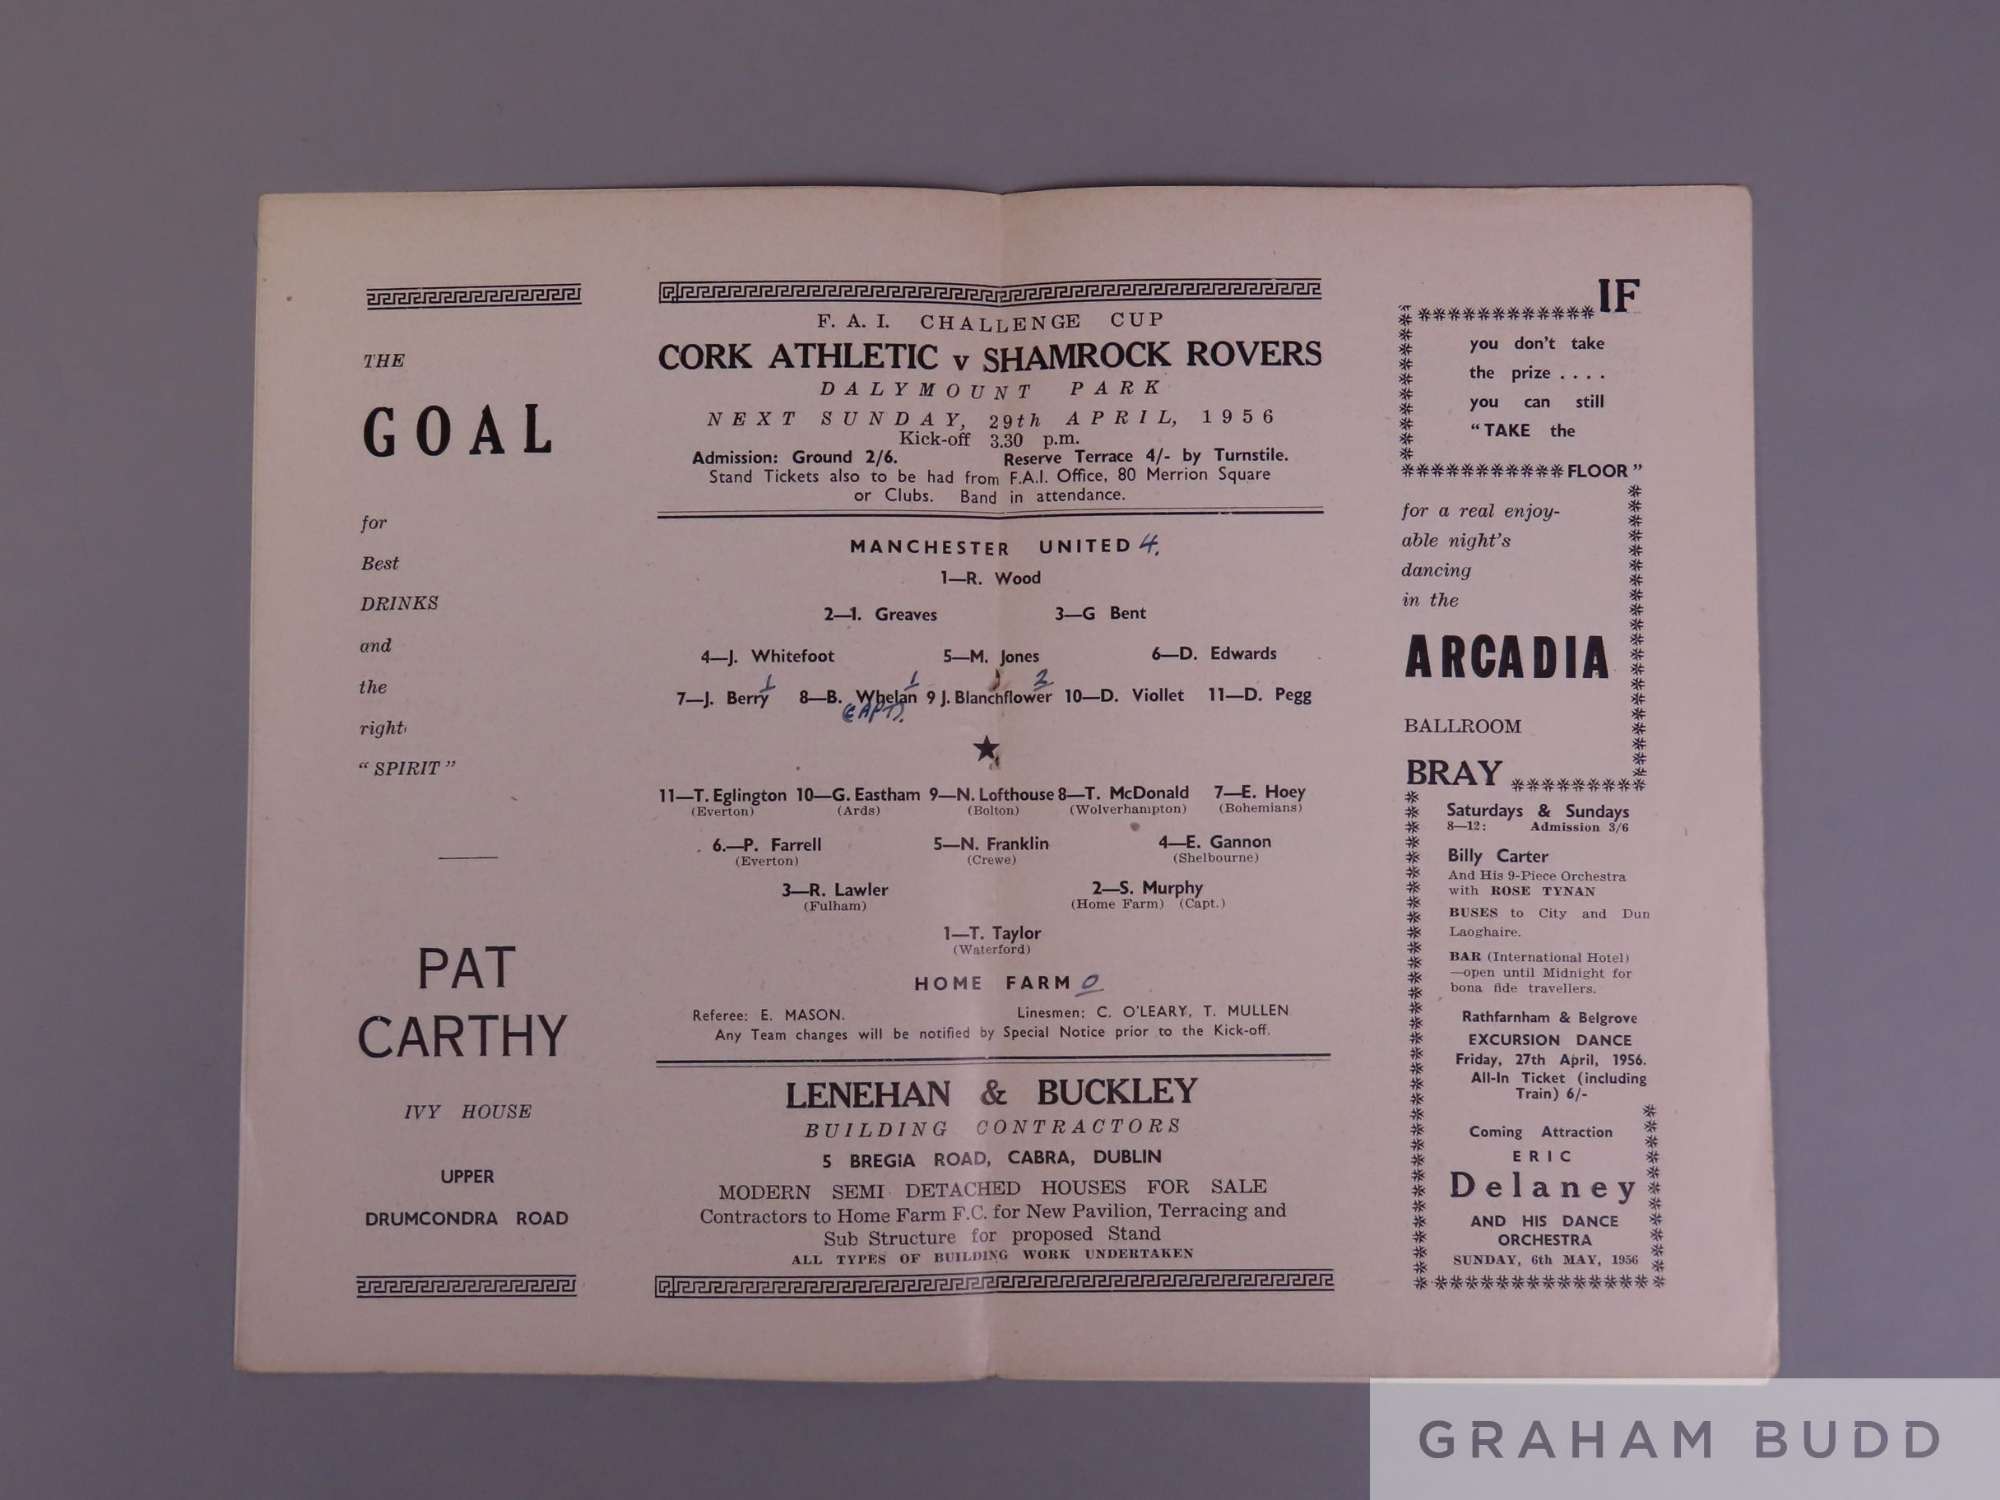 THE
GOAL
for
Best
DRINKS
and
the
right
“SPIRIT”
PAT
CARTHY
IVY HOUSE
UPPER
DRUMCONDRA ROAD
F. A. I. CHALLENGE CUP
CORK ATHLETIC v SHAMROCK ROVERS
DALYMOUNT PARK
NEXT SUNDAY, 29th APRIL, 1956
Kick-off 3.30 p.m.
Admission: Ground 2/6. Reserve Terrace 4/- by Turnstile.
Stand Tickets also to be had from F.A.I. Office, 80 Merrion Square
or Clubs. Band in attendance.
MANCHESTER UNITED 4.
1—R. Wood
2—I. Greaves 3—G Bent
4—J. Whitefoot 5—M. Jones 6—D. Edwards
1 1 2
7—J. Berry 8—B. Whelan 9 J. Blanchflower 10—D. Viollet 11—D. Pegg
CAPT.
11—T. Eglington 10—G. Eastham 9—N. Lofthouse 8—T. McDonald 7—E. Hoey
(Everton) (Ards) (Bolton) (Wolverhampton) (Bohemians)
6.—P. Farrell 5—N. Franklin 4—E. Gannon
(Everton) (Crewe) (Shelbourne)
3—R. Lawler 2—S. Murphy
(Fulham) (Home Farm) (Capt.)
1—T. Taylor
(Waterford)
HOME FARM 0
Referee: E. MASON. Linesmen: C. O'LEARY, T. MULLEN
Any Team changes will be notified by Special Notice prior to the Kick-off.
LENEHAN & BUCKLEY
BUILDING CONTRACTORS
5 BREGIA ROAD, CABRA, DUBLIN
MODERN SEMI DETACHED HOUSES FOR SALE
Contractors to Home Farm F.C. for New Pavilion, Terracing and
Sub Structure for proposed Stand
ALL TYPES OF BUILDING WORK UNDERTAKEN
IF
you don't take
the prize . . . .
you can still
“TAKE the
FLOOR”
for a real enjoy-
able night's
dancing
in the
ARCADIA
BALLROOM
BRAY
Saturdays & Sundays
8—12: Admission 3/6
Billy Carter
And His 9-Piece Orchestra
with ROSE TYNAN
BUSES to City and Dun
Laoghaire.
BAR (International Hotel)
—open until Midnight for
bona fide travellers.
Rathfarnham & Belgrove
EXCURSION DANCE
Friday, 27th April, 1956.
All-In Ticket (including
Train) 6/-
Coming Attraction
ERIC
Delaney
AND HIS DANCE
ORCHESTRA
SUNDAY, 6th MAY, 1956
GRAHAM BUDD